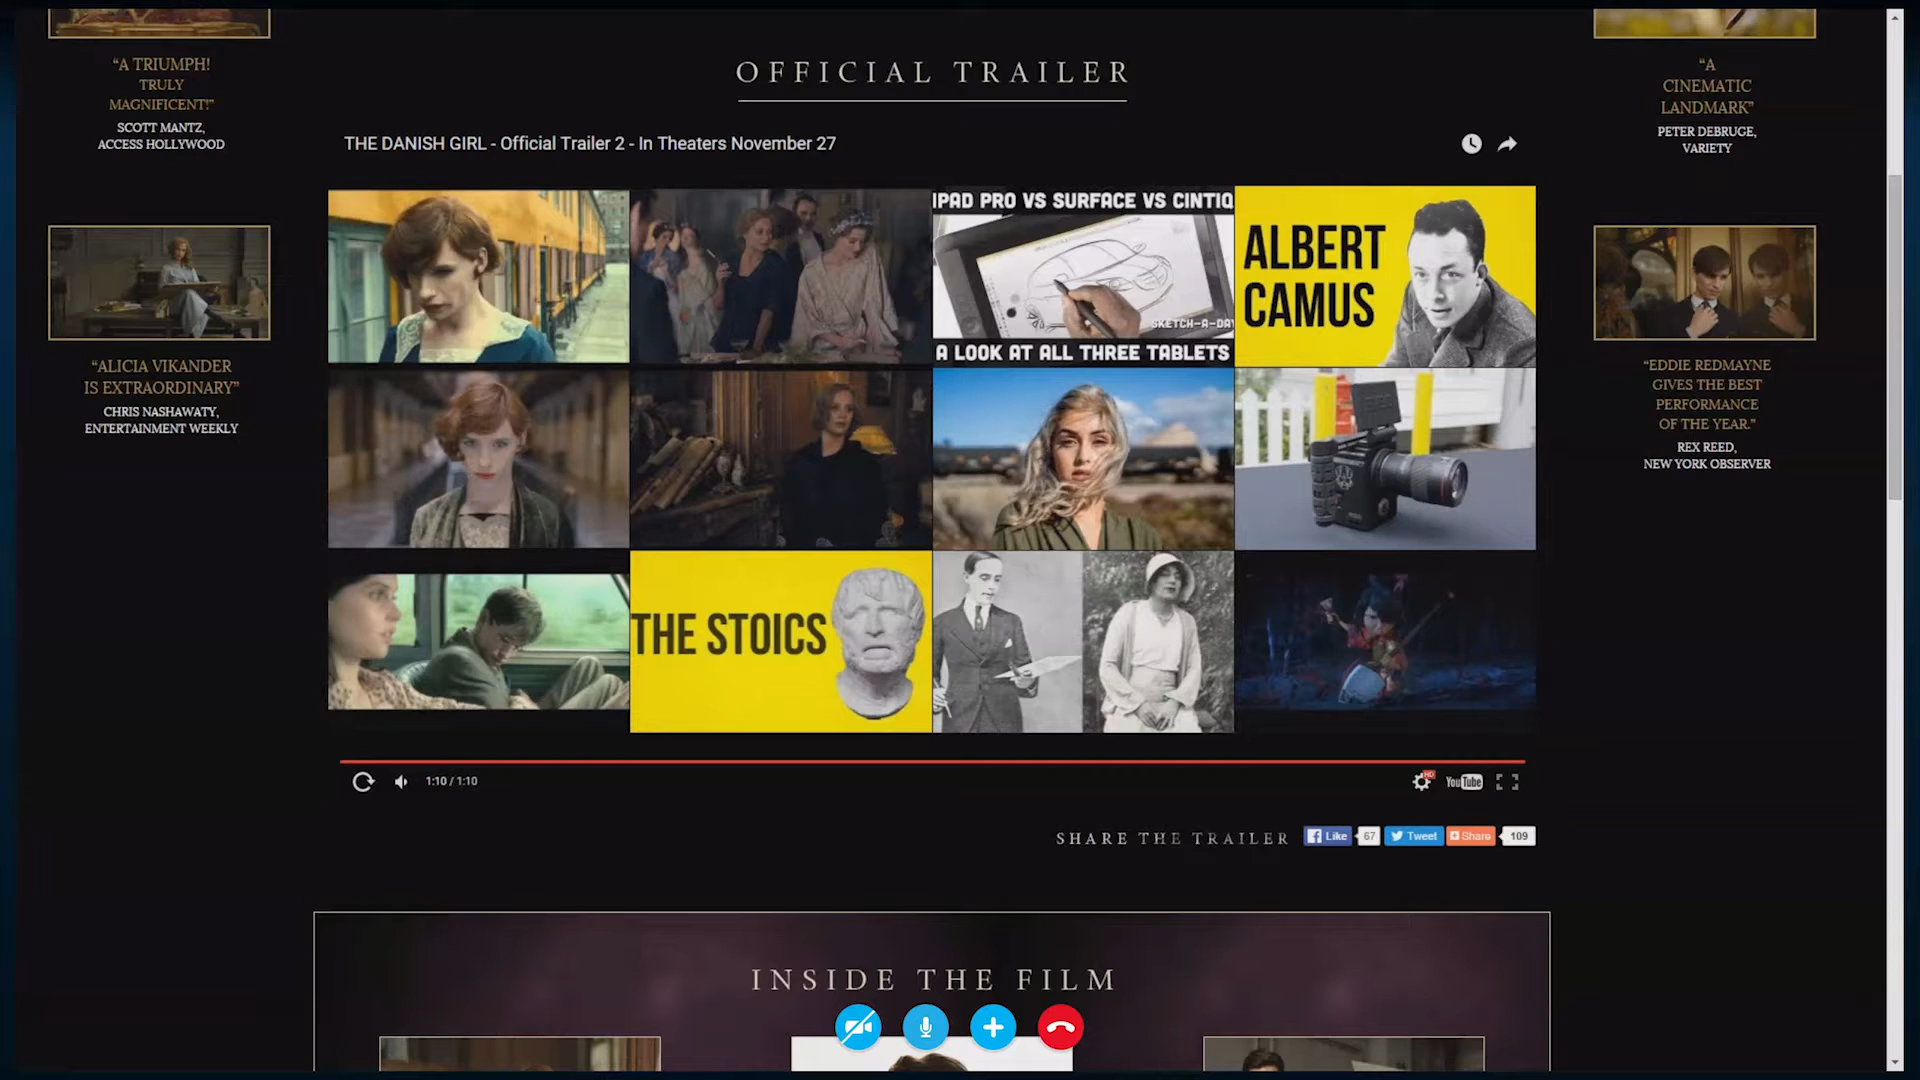 “A TRIUMPH!
TRULY
MAGNIFICENT!”
SCOTT MANTZ,
ACCESS HOLLYWOOD
“ALICIA VIKANDER
IS EXTRAORDINARY”
CHRIS NASHAWATY,
ENTERTAINMENT WEEKLY
OFFICIAL TRAILER
THE DANISH GIRL - Official Trailer 2 - In Theaters November 27
IPAD PRO VS SURFACE VS CINTIQ
SKETCH-A-DAY
A LOOK AT ALL THREE TABLETS
ALBERT
CAMUS
THE STOICS
1:10 / 1:10
HD
YouTube
SHARE THE TRAILER
Like 67 Tweet Share 109
INSIDE THE FILM
“A
CINEMATIC
LANDMARK”
PETER DEBRUGE,
VARIETY
“EDDIE REDMAYNE
GIVES THE BEST
PERFORMANCE
OF THE YEAR.”
REX REED,
NEW YORK OBSERVER